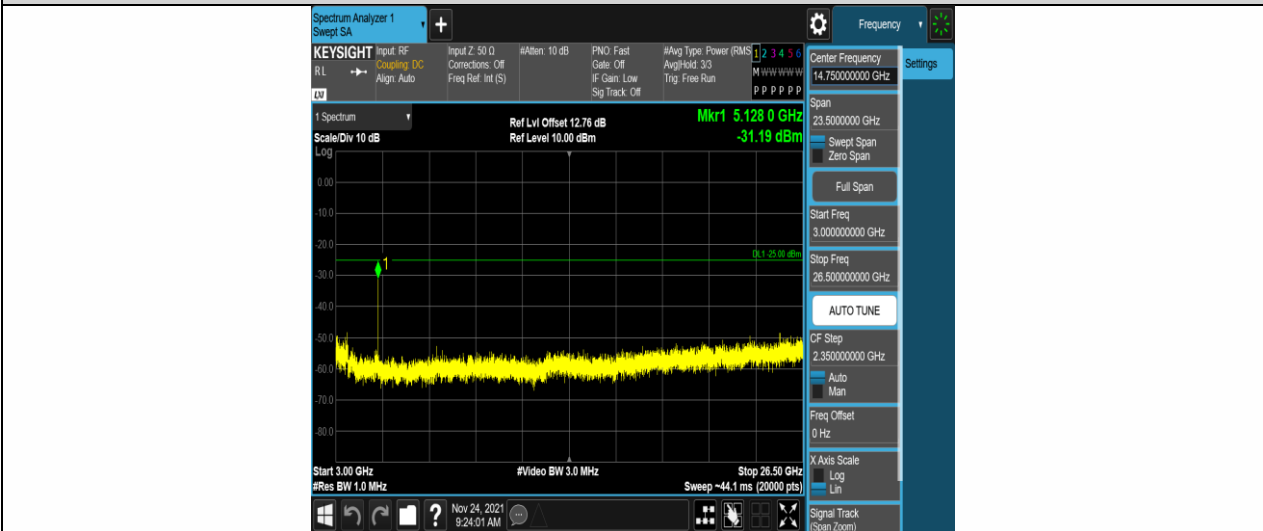 Spectrum Analyzer 1
Swept SA
Frequency
KEYSIGHT
RL
LXI
Input: RF
Coupling: DC
Align: Auto
Input Z: 50 Ω
Corrections: Off
Freq Ref: Int (S)
#Atten: 10 dB
PNO: Fast
Gate: Off
IF Gain: Low
Sig Track: Off
#Avg Type: Power (RMS
Avg|Hold: 3/3
Trig: Free Run
1 2 3 4 5 6
M W W W W W
P P P P P P
1 Spectrum
Scale/Div 10 dB
Log
Ref Lvl Offset 12.76 dB
Ref Level 10.00 dBm
Mkr1 5.128 0 GHz
-31.19 dBm
0.00
-10.0
-20.0
-30.0
-40.0
-50.0
-60.0
-70.0
-80.0
DL1 -25.00 dBm
1
Start 3.00 GHz
#Res BW 1.0 MHz
#Video BW 3.0 MHz
Stop 26.50 GHz
Sweep ~44.1 ms (20000 pts)
?
Nov 24, 2021
9:24:01 AM
Center Frequency
14.750000000 GHz
Settings
Span
23.5000000 GHz
Swept Span
Zero Span
Full Span
Start Freq
3.000000000 GHz
Stop Freq
26.500000000 GHz
AUTO TUNE
CF Step
2.350000000 GHz
Auto
Man
Freq Offset
0 Hz
X Axis Scale
Log
Lin
Signal Track
(Span Zoom)